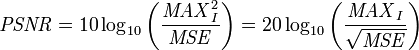 PSNR = 10 log₁₀ ( MAX_I² / MSE ) = 20 log₁₀ ( MAX_I / √MSE )